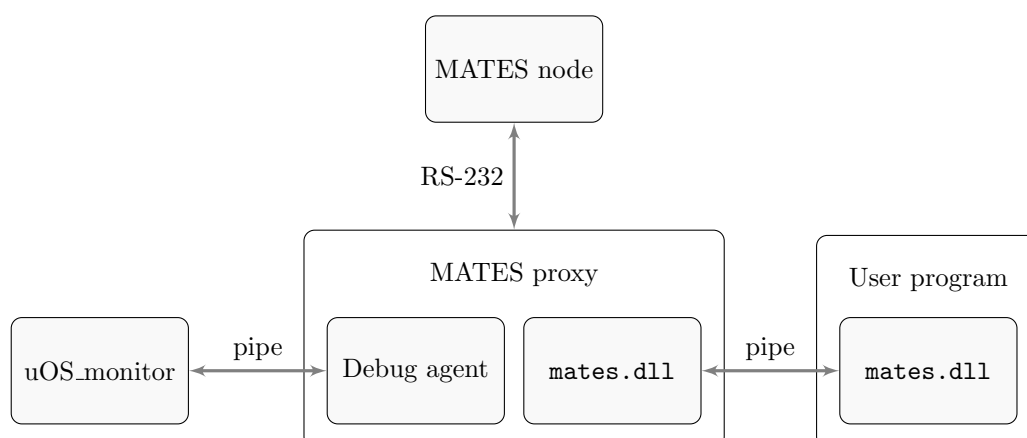 MATES node
RS-232
MATES proxy
User program
pipe
pipe
uOS_monitor
Debug agent
mates.dll
mates.dll